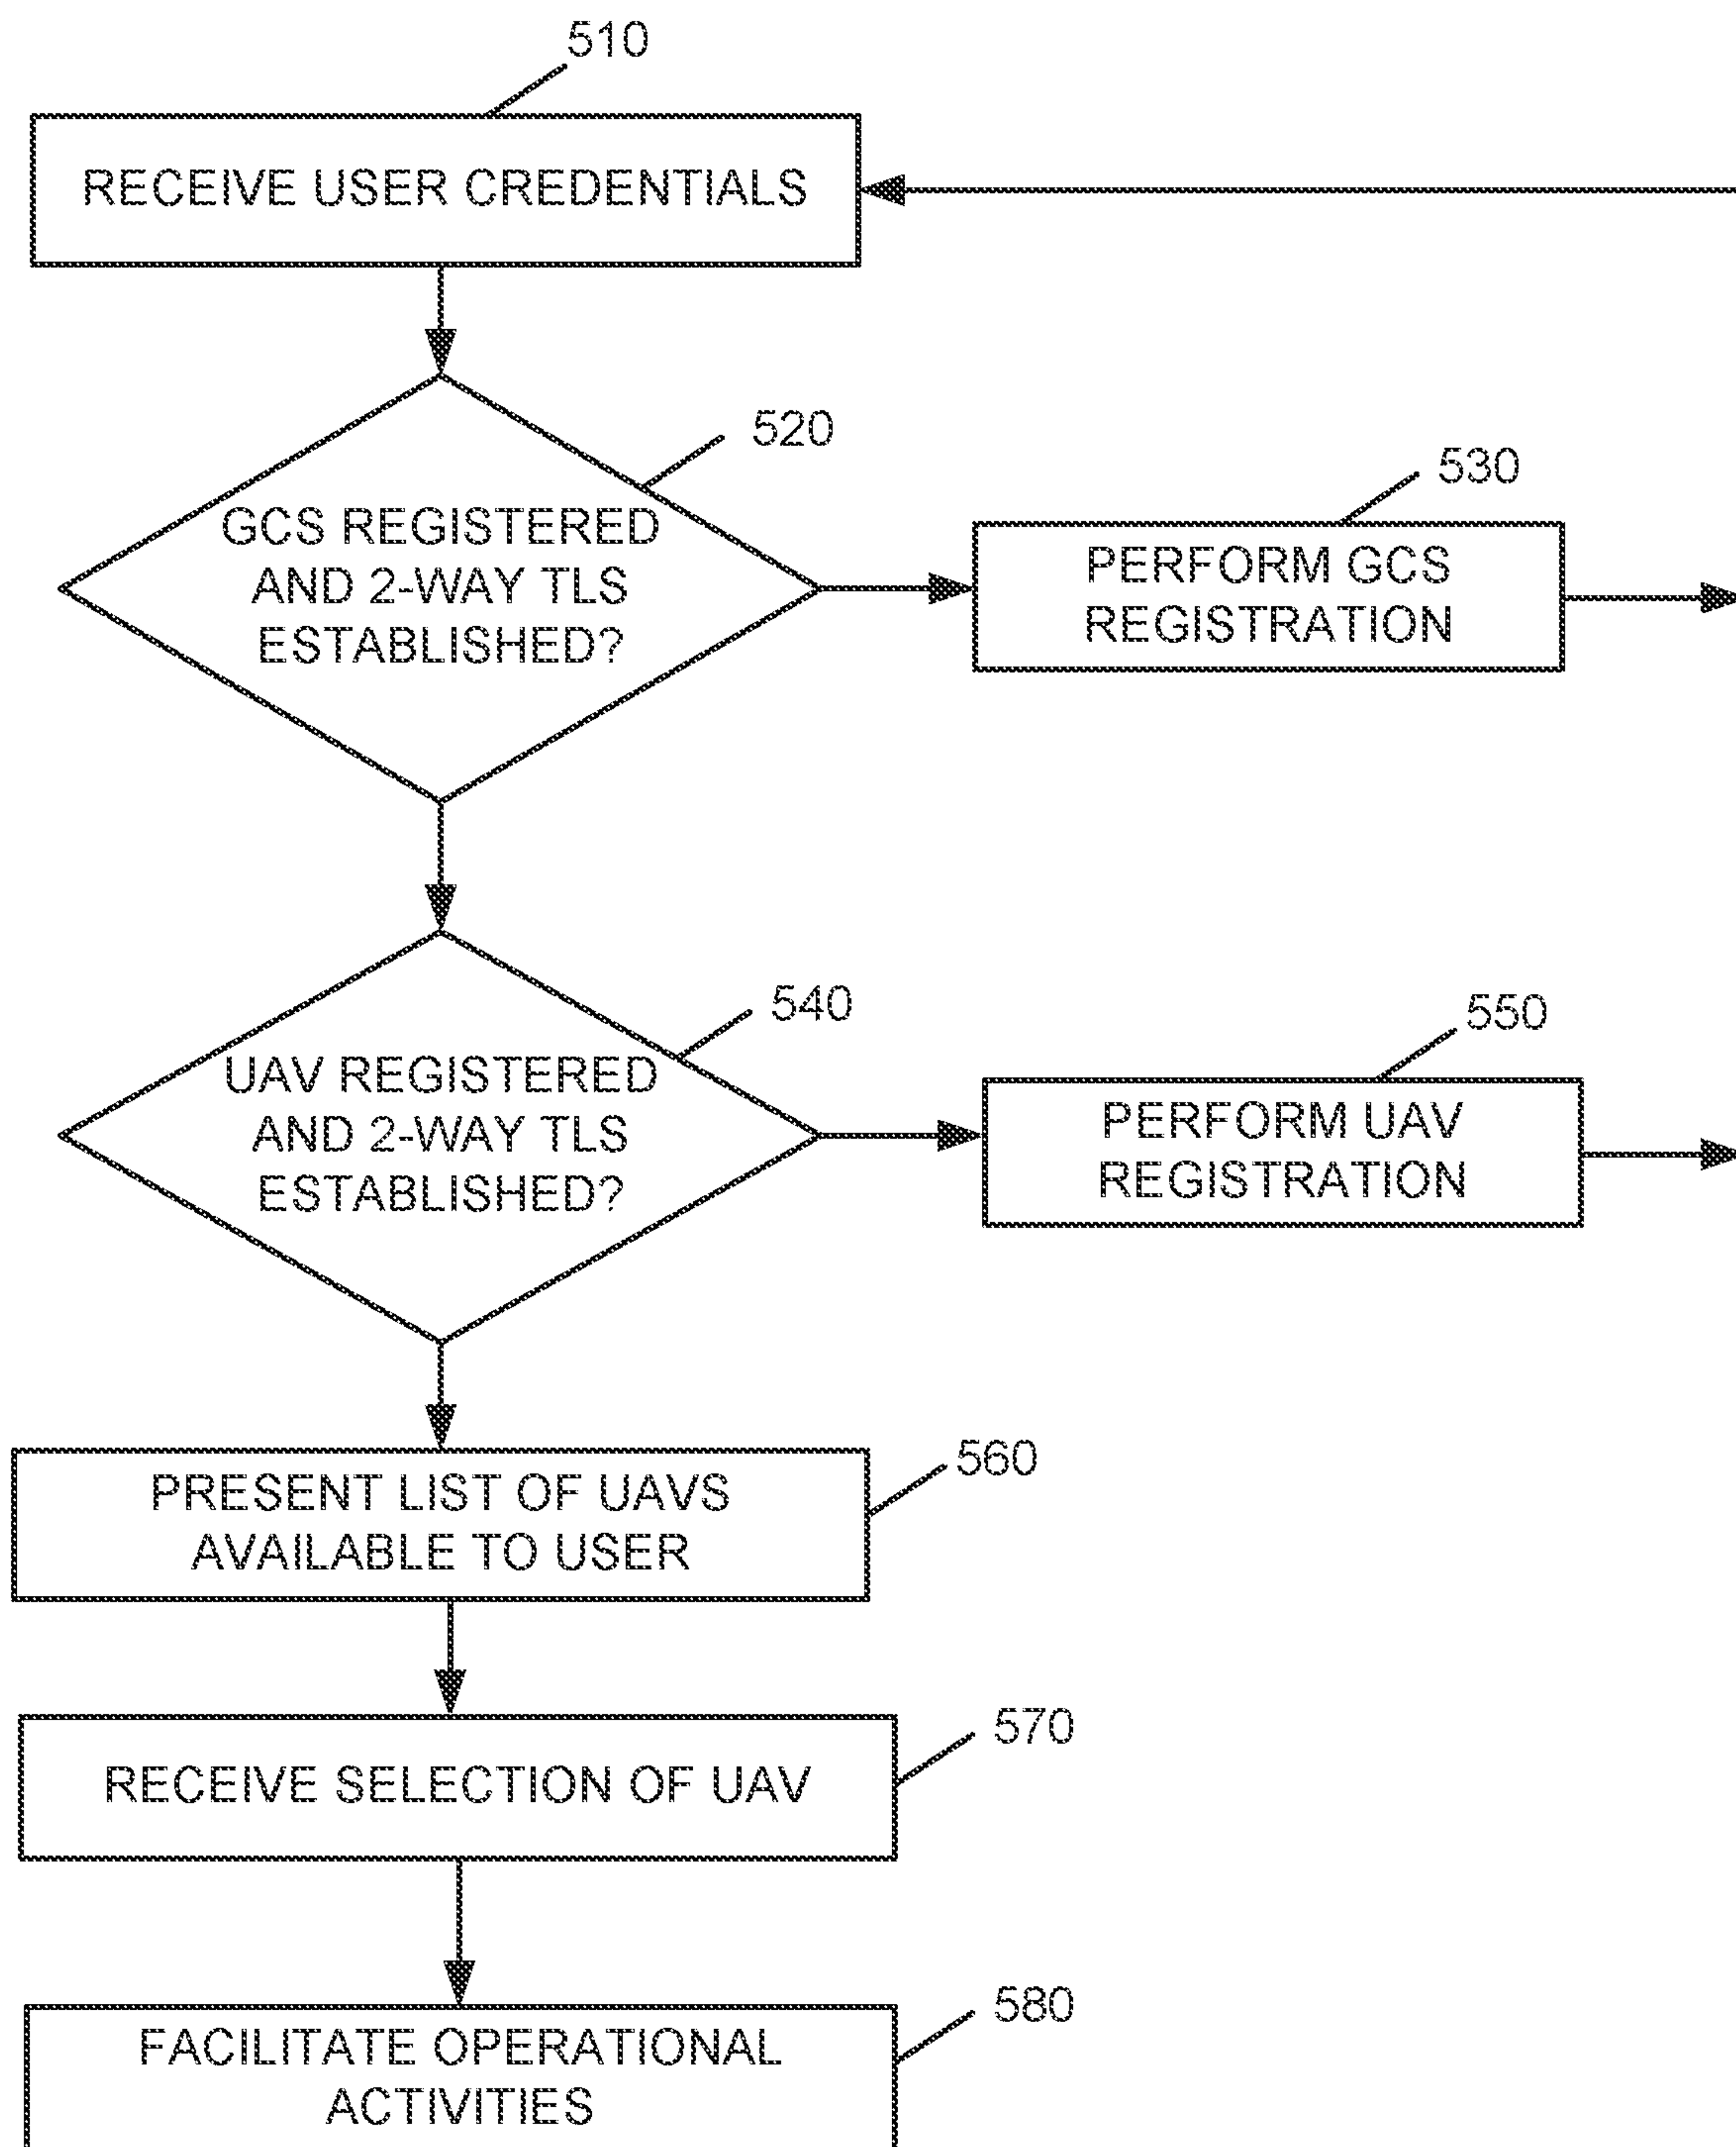 510
RECEIVE USER CREDENTIALS
520
GCS REGISTERED
AND 2-WAY TLS
ESTABLISHED?
530
PERFORM GCS
REGISTRATION
540
UAV REGISTERED
AND 2-WAY TLS
ESTABLISHED?
550
PERFORM UAV
REGISTRATION
560
PRESENT LIST OF UAVS
AVAILABLE TO USER
570
RECEIVE SELECTION OF UAV
580
FACILITATE OPERATIONAL
ACTIVITIES